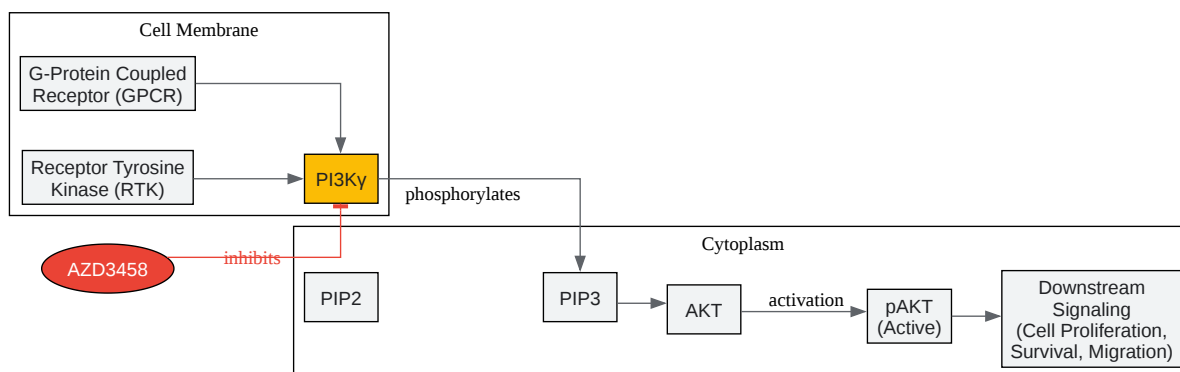 Cell Membrane
G-Protein Coupled
Receptor (GPCR)
Receptor Tyrosine
Kinase (RTK)
PI3Kγ
phosphorylates
AZD3458
inhibits
Cytoplasm
PIP2
PIP3
AKT
activation
pAKT
(Active)
Downstream
Signaling
(Cell Proliferation,
Survival, Migration)